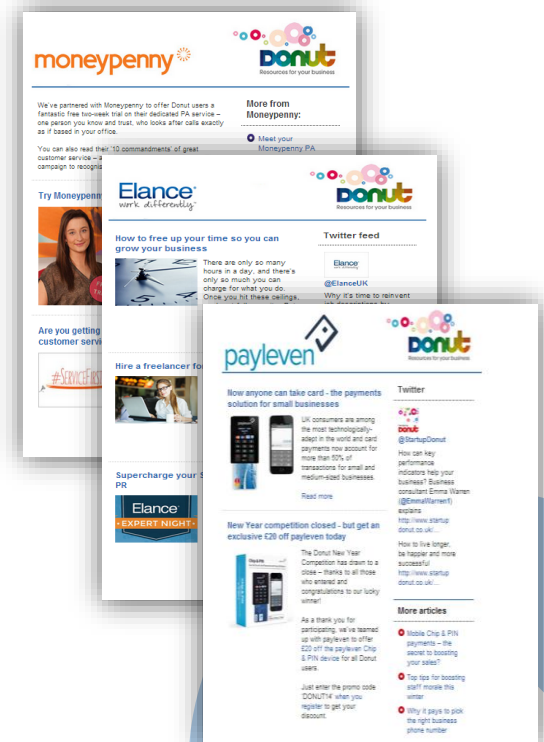 moneypenny
DONUT
Resources for your business
We've partnered with Moneypenny to offer Donut users a
fantastic free two-week trial on their dedicated PA service –
one person you know and trust, who looks after calls exactly
as if based in your office.
You can also read their '10 commandments' of great
customer service – a
campaign to recognis
Try Moneypenn
Are you getting
customer servi
#SERVICEFIRST
More from
Moneypenny:
Meet your
Moneypenny PA
Elance
work differently
DONUT
Resources for your business
How to free up your time so you can
grow your business
There are only so many
hours in a day, and there's
only so much you can
charge for what you do.
Once you hit these ceilings,
Hire a freelancer fo
Supercharge your S
PR
Elance
EXPERT NIGHT
Twitter feed
Elance
@ElanceUK
Why it's time to reinvent
job descriptions by
payleven
DONUT
Resources for your business
Now anyone can take card - the payments
solution for small businesses
UK consumers are among
the most technologically-
adept in the world and card
payments now account for
more than 50% of
transactions for small and
medium-sized businesses.
Read more
New Year competition closed - but get an
exclusive £20 off payleven today
The Donut New Year
Competition has drawn to a
close – thanks to all those
who entered and
congratulations to our lucky
winner!
As a thank you for
participating, we've teamed
up with payleven to offer
£20 off the payleven Chip
& PIN device for all Donut
users.
Just enter the promo code
'DONUT14' when you
register to get your
discount.
Twitter
DONUT
@StartupDonut
How can key
performance
indicators help your
business? Business
consultant Emma Warren
(@EmmaWarren1)
explains
http://www.startup
donut.co.uk/...
How to live longer,
be happier and more
successful
http://www.startup
donut.co.uk/...
More articles
Mobile Chip & PIN
payments – the
secret to boosting
your sales?
Top tips for boosting
staff morale this
winter
Why it pays to pick
the right business
phone number